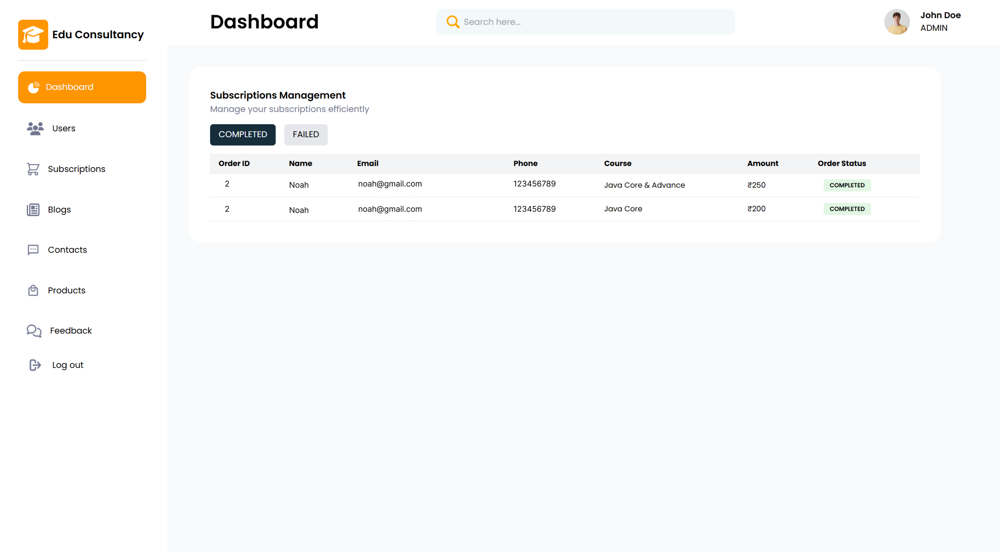 Edu Consultancy
Dashboard
Users
Subscriptions
Blogs
Contacts
Products
Feedback
Log out
Dashboard
Search here...
John Doe
ADMIN
Subscriptions Management
Manage your subscriptions efficiently
COMPLETED FAILED
Order ID Name Email Phone Course Amount Order Status
2 Noah noah@gmail.com 123456789 Java Core & Advance ₹250 COMPLETED
2 Noah noah@gmail.com 123456789 Java Core ₹200 COMPLETED